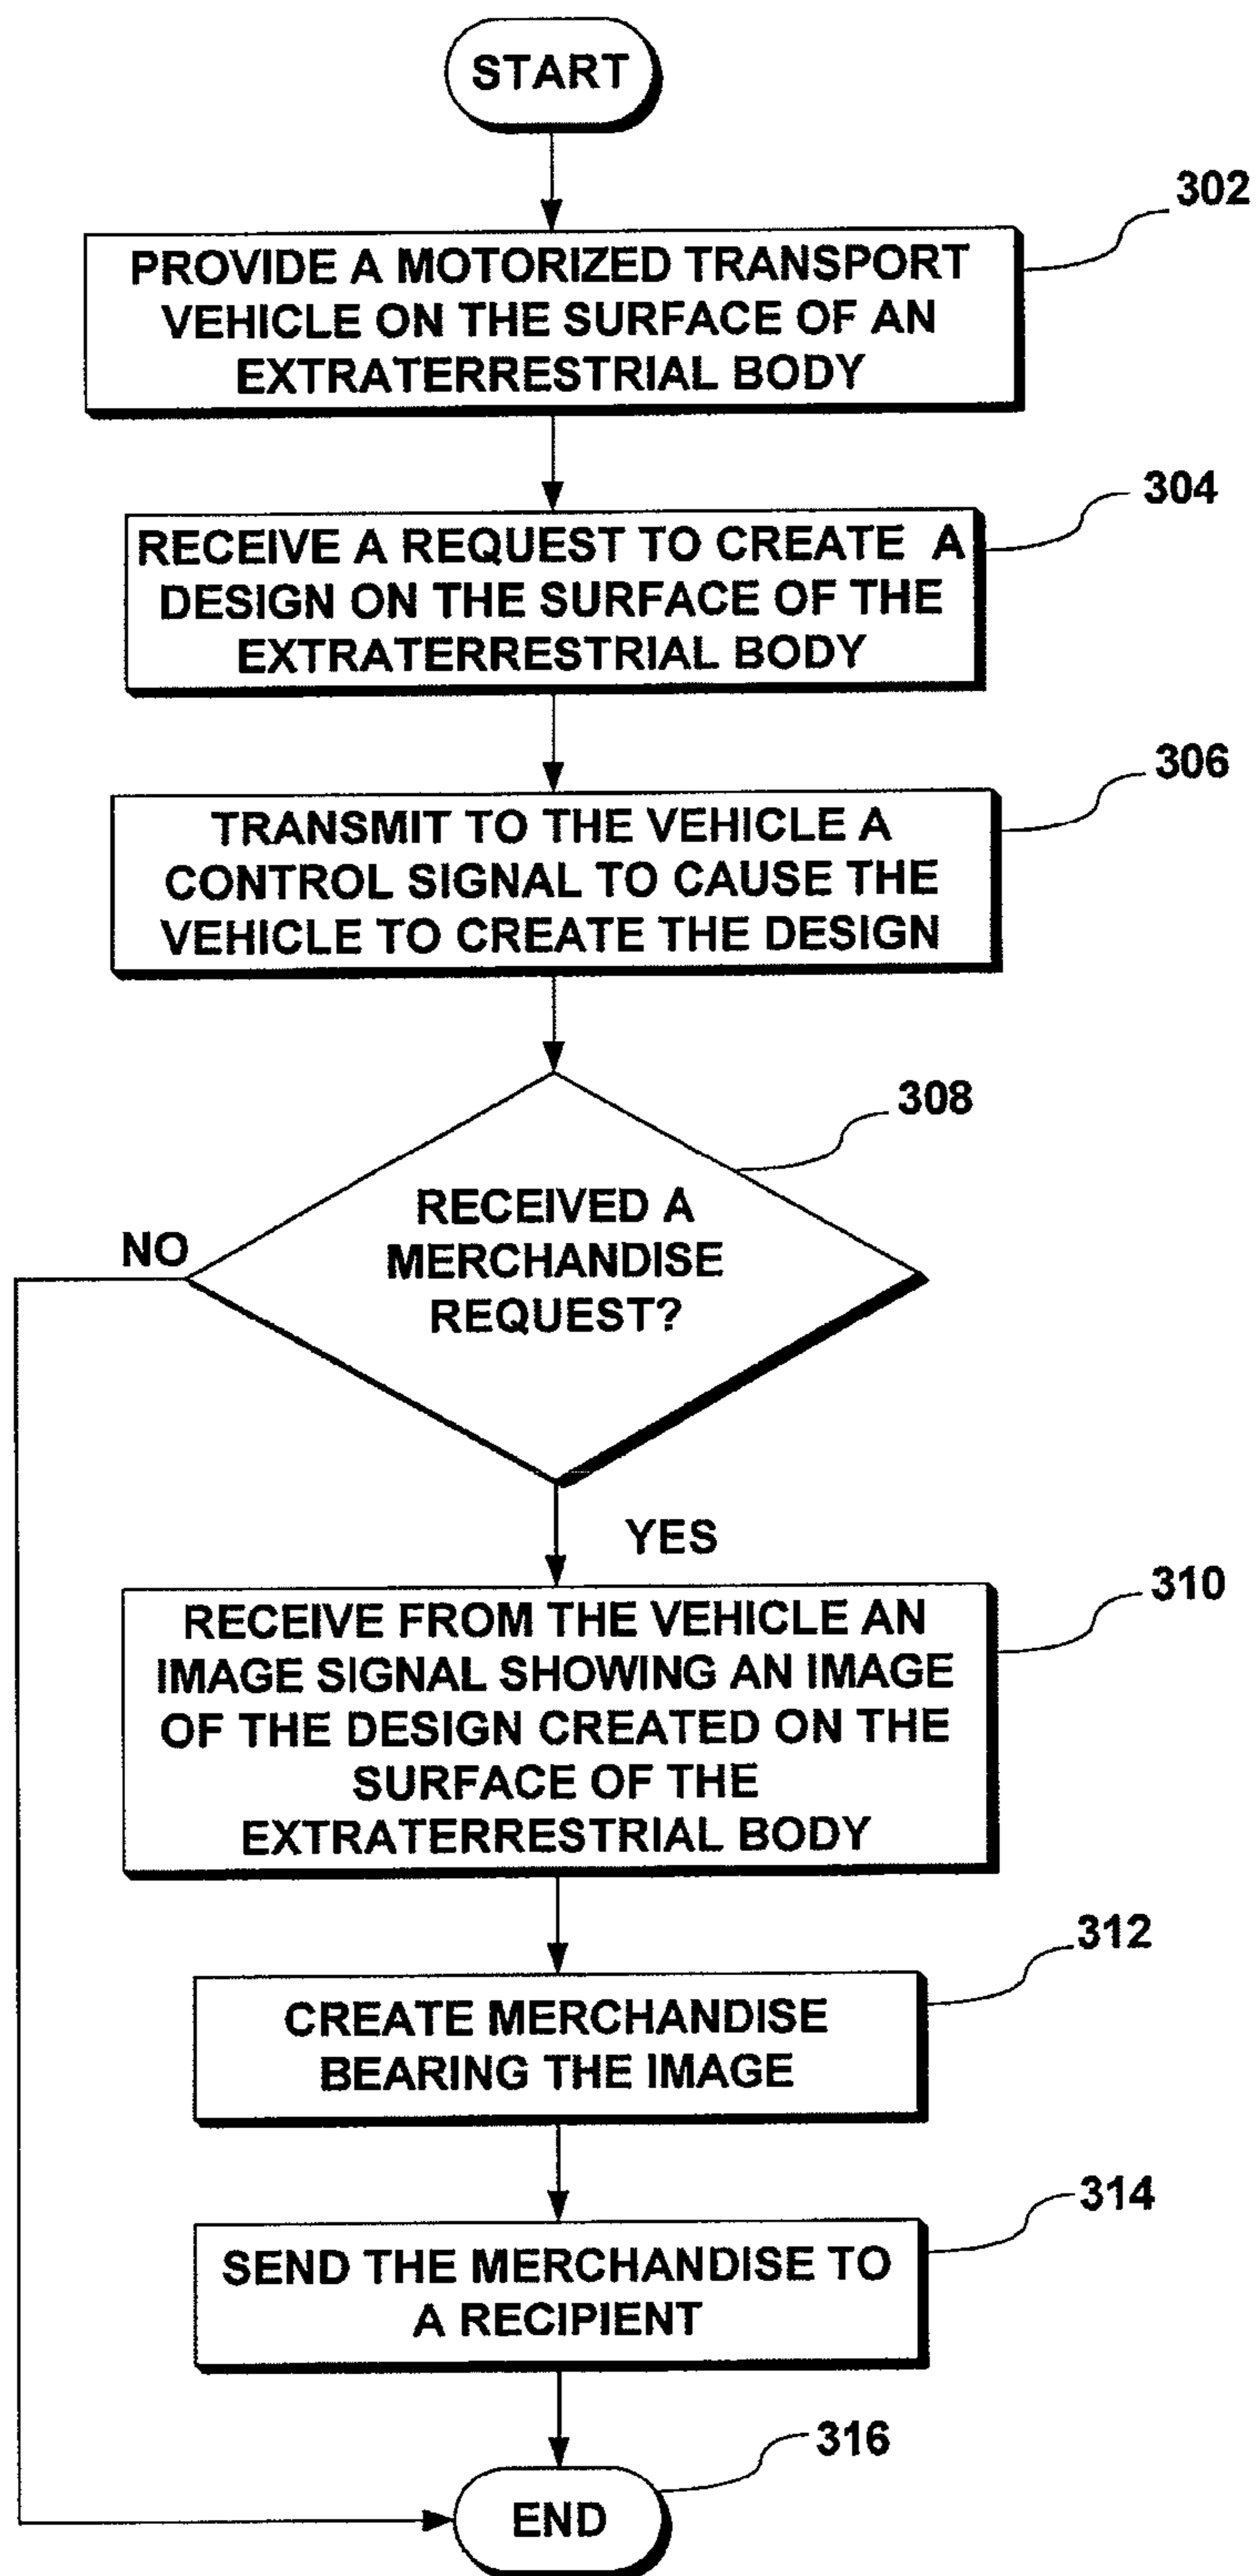 START
302
PROVIDE A MOTORIZED TRANSPORT
VEHICLE ON THE SURFACE OF AN
EXTRATERRESTRIAL BODY
304
RECEIVE A REQUEST TO CREATE A
DESIGN ON THE SURFACE OF THE
EXTRATERRESTRIAL BODY
306
TRANSMIT TO THE VEHICLE A
CONTROL SIGNAL TO CAUSE THE
VEHICLE TO CREATE THE DESIGN
308
RECEIVED A
MERCHANDISE
REQUEST?
NO
YES
310
RECEIVE FROM THE VEHICLE AN
IMAGE SIGNAL SHOWING AN IMAGE
OF THE DESIGN CREATED ON THE
SURFACE OF THE
EXTRATERRESTRIAL BODY
312
CREATE MERCHANDISE
BEARING THE IMAGE
314
SEND THE MERCHANDISE TO
A RECIPIENT
316
END